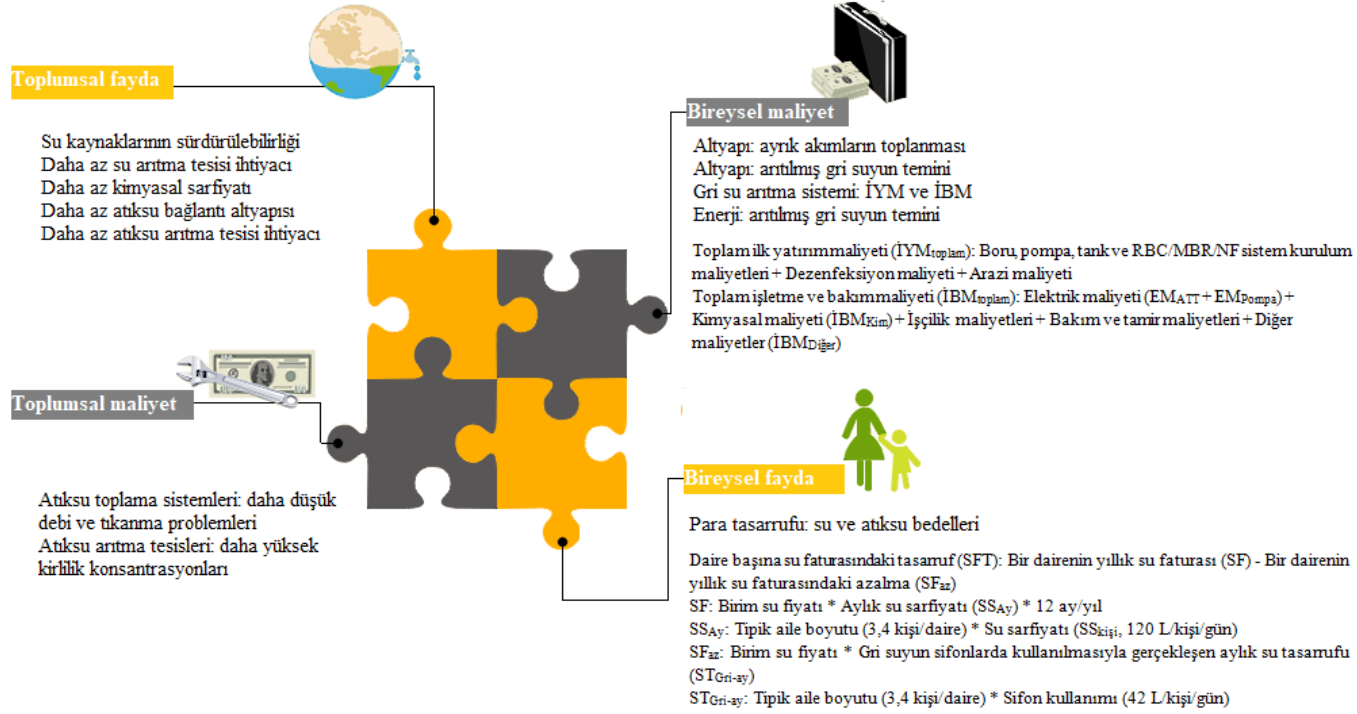 Toplumsal fayda
Su kaynaklarının sürdürülebilirliği
Daha az su arıtma tesisi ihtiyacı
Daha az kimyasal sarfiyatı
Daha az atıksu bağlantı altyapısı
Daha az atıksu arıtma tesisi ihtiyacı
Bireysel maliyet
Altyapı: ayrık akımların toplanması
Altyapı: arıtılmış gri suyun temini
Gri su arıtma sistemi: İYM ve İBM
Enerji: arıtılmış gri suyun temini
Toplam ilk yatırım maliyeti (İYMtoplam): Boru, pompa, tank ve RBC/MBR/NF sistem kurulum
maliyetleri + Dezenfeksiyon maliyeti + Arazi maliyeti
Toplam işletme ve bakım maliyeti (İBMtoplam): Elektrik maliyeti (EMATT + EMPompa) +
Kimyasal maliyeti (İBMKim) + İşçilik maliyetleri + Bakım ve tamir maliyetleri + Diğer
maliyetler (İBMDiğer)
Toplumsal maliyet
Atıksu toplama sistemleri: daha düşük
debi ve tıkanma problemleri
Atıksu arıtma tesisleri: daha yüksek
kirlilik konsantrasyonları
Bireysel fayda
Para tasarrufu: su ve atıksu bedelleri
Daire başına su faturasındaki tasarruf (SFT): Bir dairenin yıllık su faturası (SF) - Bir dairenin
yıllık su faturasındaki azalma (SFaz)
SF: Birim su fiyatı * Aylık su sarfiyatı (SSAy) * 12 ay/yıl
SSAy: Tipik aile boyutu (3,4 kişi/daire) * Su sarfiyatı (SSkişi, 120 L/kişi/gün)
SFaz: Birim su fiyatı * Gri suyun sifonlarda kullanılmasıyla gerçekleşen aylık su tasarrufu
(STGri-ay)
STGri-ay: Tipik aile boyutu (3,4 kişi/daire) * Sifon kullanımı (42 L/kişi/gün)